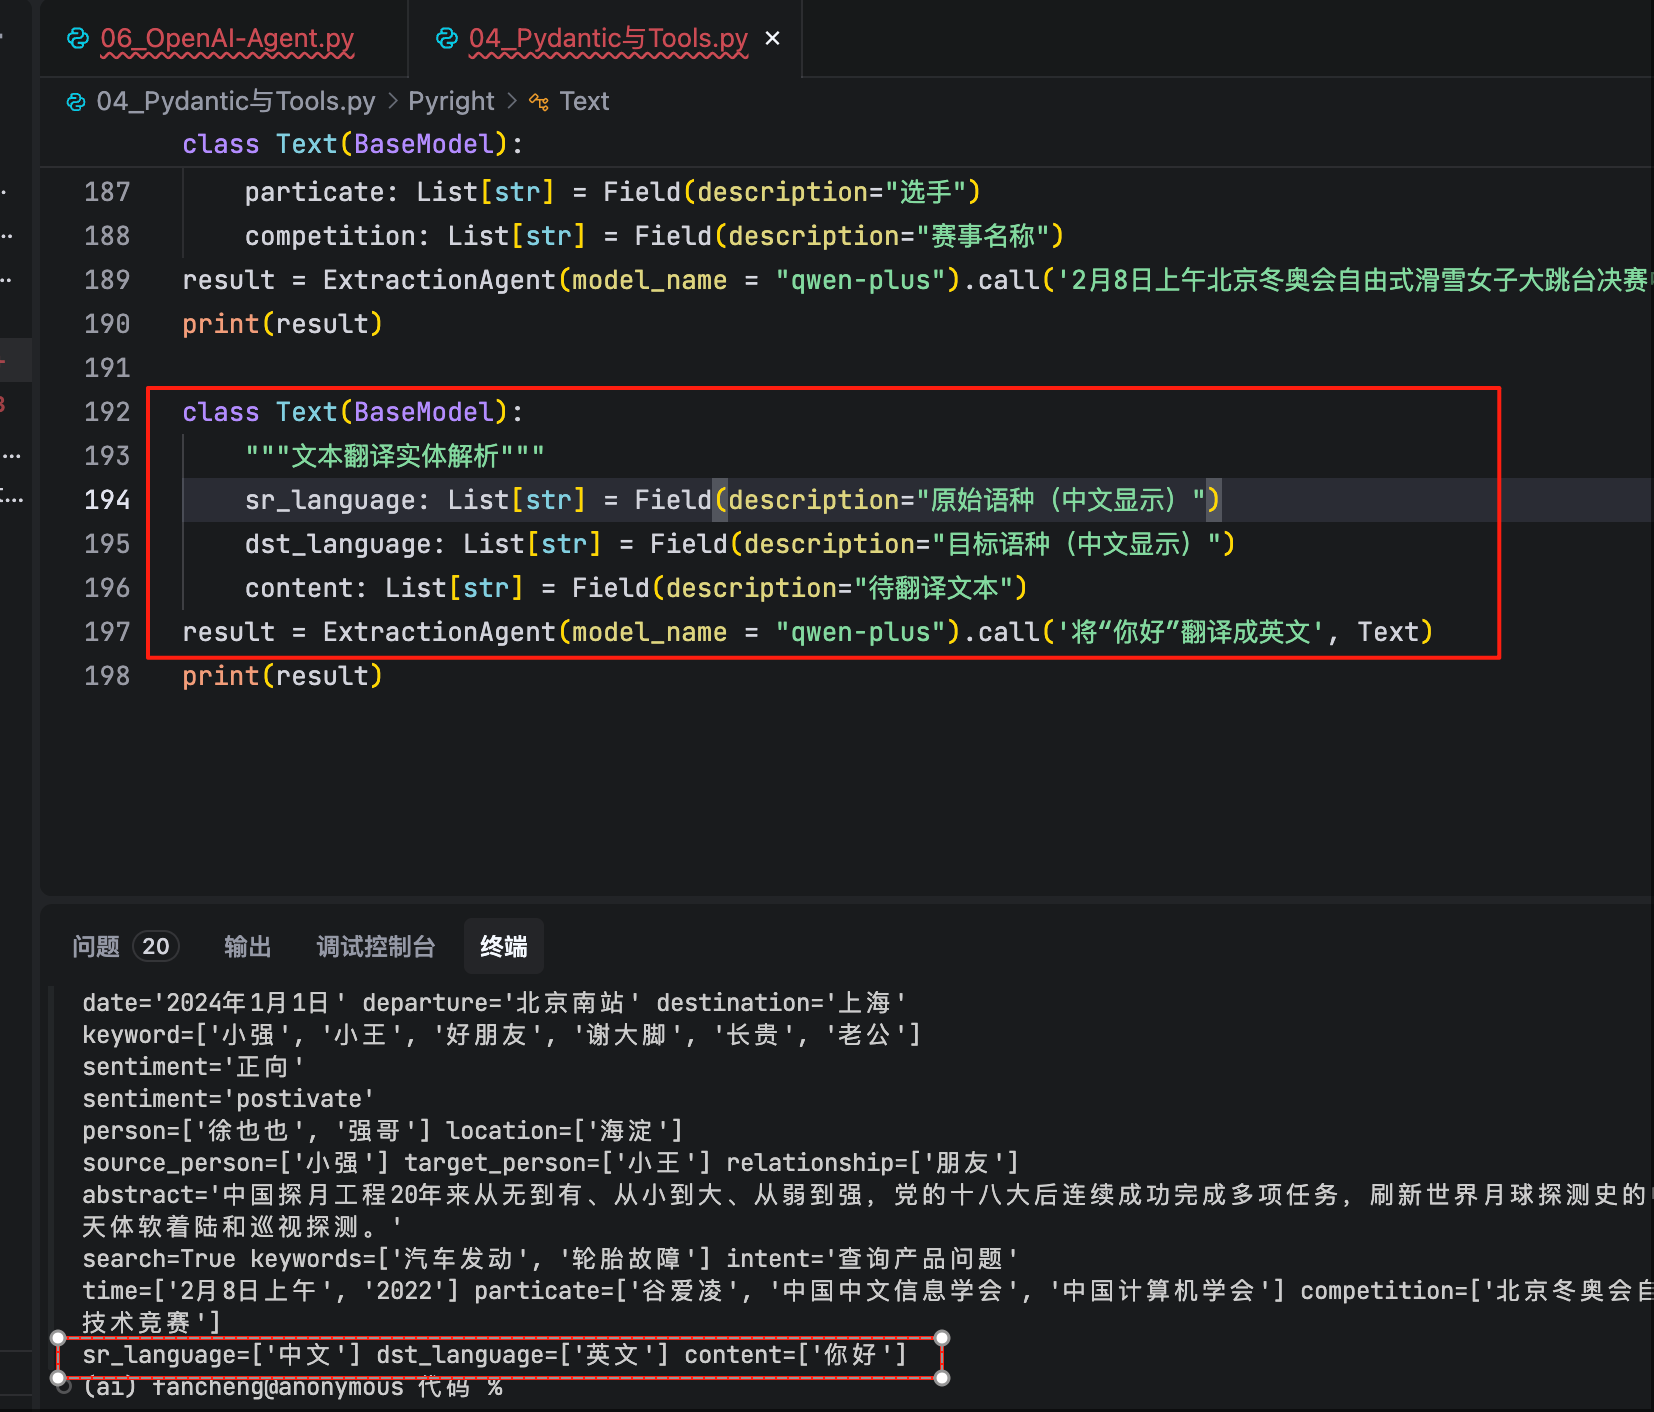 06_OpenAI-Agent.py
04_Pydantic与Tools.py
04_Pydantic与Tools.py > Pyright > Text
class Text(BaseModel):
187 particate: List[str] = Field(description="选手")
188 competition: List[str] = Field(description="赛事名称")
189 result = ExtractionAgent(model_name = "qwen-plus").call('2月8日上午北京冬奥会自由式滑雪女子大跳台决赛
190 print(result)
191
192 class Text(BaseModel):
193 """文本翻译实体解析"""
194 sr_language: List[str] = Field(description="原始语种（中文显示）")
195 dst_language: List[str] = Field(description="目标语种（中文显示）")
196 content: List[str] = Field(description="待翻译文本")
197 result = ExtractionAgent(model_name = "qwen-plus").call('将“你好”翻译成英文', Text)
198 print(result)
问题 20 输出 调试控制台 终端
date='2024年1月1日' departure='北京南站' destination='上海'
keyword=['小强', '小王', '好朋友', '谢大脚', '长贵', '老公']
sentiment='正向'
sentiment='postivate'
person=['徐也也', '强哥'] location=['海淀']
source_person=['小强'] target_person=['小王'] relationship=['朋友']
abstract='中国探月工程20年来从无到有、从小到大、从弱到强，党的十八大后连续成功完成多项任务，刷新世界月球探测史的
天体软着陆和巡视探测。'
search=True keywords=['汽车发动', '轮胎故障'] intent='查询产品问题'
time=['2月8日上午', '2022'] particate=['谷爱凌', '中国中文信息学会', '中国计算机学会'] competition=['北京冬奥会自
技术竞赛']
sr_language=['中文'] dst_language=['英文'] content=['你好']
(ai) fancheng@anonymous 代码 %